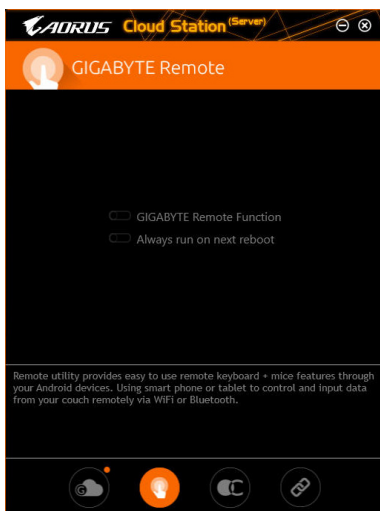 AORUS Cloud Station (Server)
GIGABYTE Remote
GIGABYTE Remote Function
Always run on next reboot
Remote utility provides easy to use remote keyboard + mice features through
your Android devices. Using smart phone or tablet to control and input data
from your couch remotely via WiFi or Bluetooth.
G